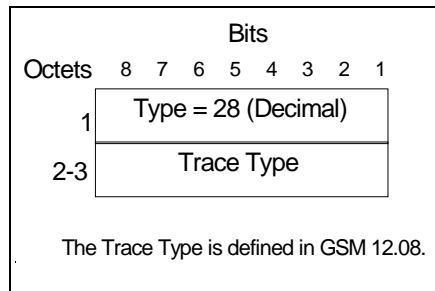 Bits
Octets 8 7 6 5 4 3 2 1
1 Type = 28 (Decimal)
2-3 Trace Type
The Trace Type is defined in GSM 12.08.